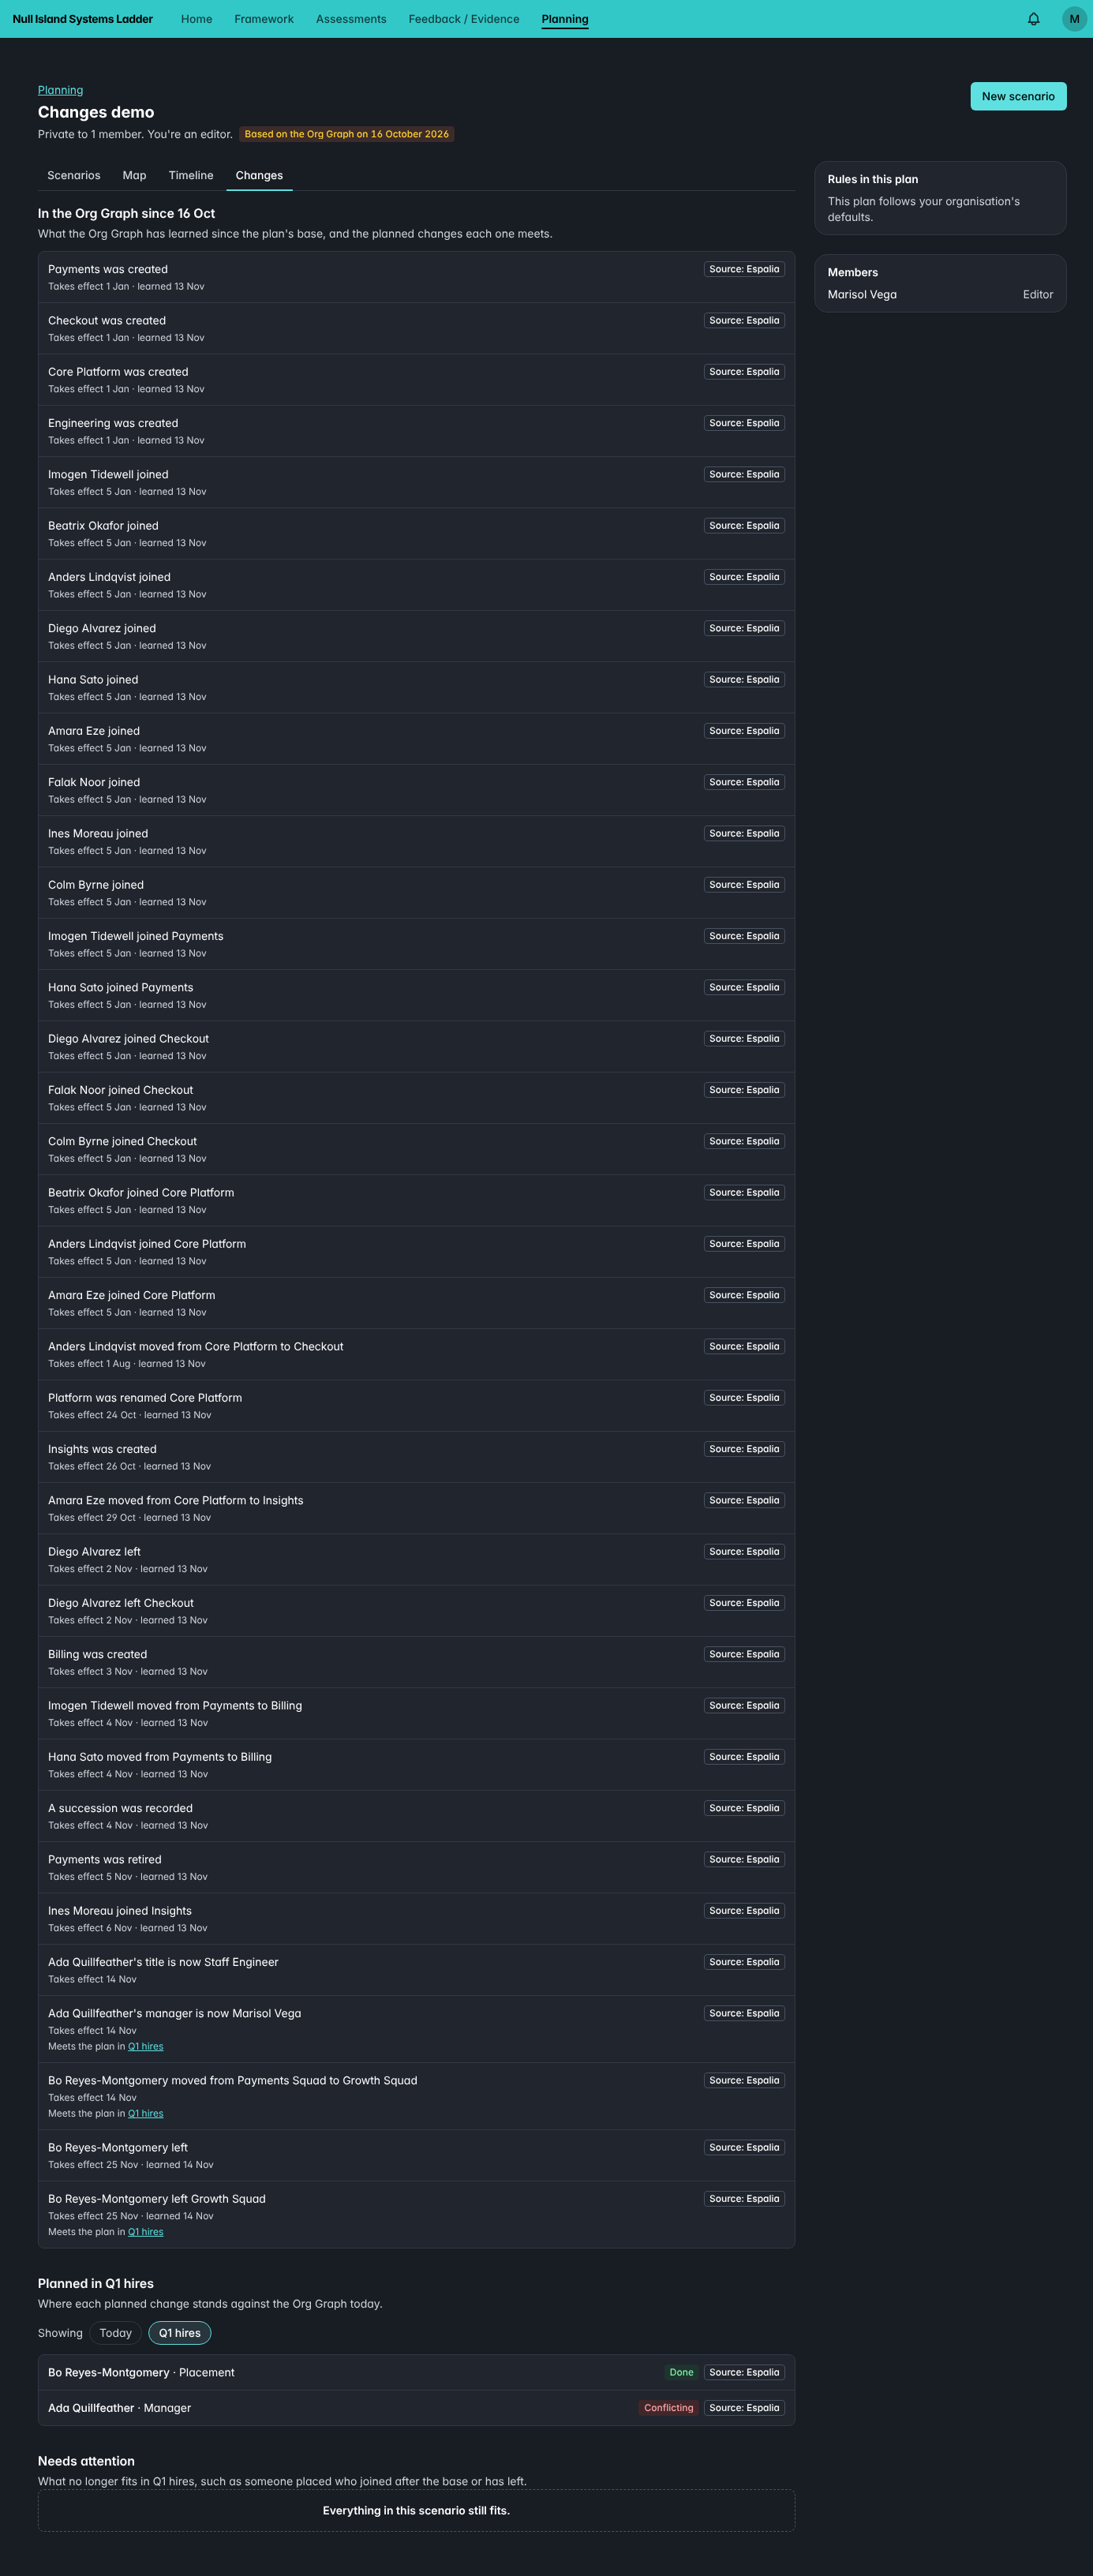 Null Island Systems Ladder
Home
Framework
Assessments
Feedback / Evidence
Planning
M
Planning
Changes demo
New scenario
Private to 1 member. You're an editor.
Based on the Org Graph on 16 October 2026
Scenarios
Map
Timeline
Changes
In the Org Graph since 16 Oct
What the Org Graph has learned since the plan's base, and the planned changes each one meets.
Payments was created
Source: Espalia
Takes effect 1 Jan · learned 13 Nov
Checkout was created
Source: Espalia
Takes effect 1 Jan · learned 13 Nov
Core Platform was created
Source: Espalia
Takes effect 1 Jan · learned 13 Nov
Engineering was created
Source: Espalia
Takes effect 1 Jan · learned 13 Nov
Imogen Tidewell joined
Source: Espalia
Takes effect 5 Jan · learned 13 Nov
Beatrix Okafor joined
Source: Espalia
Takes effect 5 Jan · learned 13 Nov
Anders Lindqvist joined
Source: Espalia
Takes effect 5 Jan · learned 13 Nov
Diego Alvarez joined
Source: Espalia
Takes effect 5 Jan · learned 13 Nov
Hana Sato joined
Source: Espalia
Takes effect 5 Jan · learned 13 Nov
Amara Eze joined
Source: Espalia
Takes effect 5 Jan · learned 13 Nov
Falak Noor joined
Source: Espalia
Takes effect 5 Jan · learned 13 Nov
Ines Moreau joined
Source: Espalia
Takes effect 5 Jan · learned 13 Nov
Colm Byrne joined
Source: Espalia
Takes effect 5 Jan · learned 13 Nov
Imogen Tidewell joined Payments
Source: Espalia
Takes effect 5 Jan · learned 13 Nov
Hana Sato joined Payments
Source: Espalia
Takes effect 5 Jan · learned 13 Nov
Diego Alvarez joined Checkout
Source: Espalia
Takes effect 5 Jan · learned 13 Nov
Falak Noor joined Checkout
Source: Espalia
Takes effect 5 Jan · learned 13 Nov
Colm Byrne joined Checkout
Source: Espalia
Takes effect 5 Jan · learned 13 Nov
Beatrix Okafor joined Core Platform
Source: Espalia
Takes effect 5 Jan · learned 13 Nov
Anders Lindqvist joined Core Platform
Source: Espalia
Takes effect 5 Jan · learned 13 Nov
Amara Eze joined Core Platform
Source: Espalia
Takes effect 5 Jan · learned 13 Nov
Anders Lindqvist moved from Core Platform to Checkout
Source: Espalia
Takes effect 1 Aug · learned 13 Nov
Platform was renamed Core Platform
Source: Espalia
Takes effect 24 Oct · learned 13 Nov
Insights was created
Source: Espalia
Takes effect 26 Oct · learned 13 Nov
Amara Eze moved from Core Platform to Insights
Source: Espalia
Takes effect 29 Oct · learned 13 Nov
Diego Alvarez left
Source: Espalia
Takes effect 2 Nov · learned 13 Nov
Diego Alvarez left Checkout
Source: Espalia
Takes effect 2 Nov · learned 13 Nov
Billing was created
Source: Espalia
Takes effect 3 Nov · learned 13 Nov
Imogen Tidewell moved from Payments to Billing
Source: Espalia
Takes effect 4 Nov · learned 13 Nov
Hana Sato moved from Payments to Billing
Source: Espalia
Takes effect 4 Nov · learned 13 Nov
A succession was recorded
Source: Espalia
Takes effect 4 Nov · learned 13 Nov
Payments was retired
Source: Espalia
Takes effect 5 Nov · learned 13 Nov
Ines Moreau joined Insights
Source: Espalia
Takes effect 6 Nov · learned 13 Nov
Ada Quillfeather's title is now Staff Engineer
Source: Espalia
Takes effect 14 Nov
Ada Quillfeather's manager is now Marisol Vega
Source: Espalia
Takes effect 14 Nov
Meets the plan in Q1 hires
Bo Reyes-Montgomery moved from Payments Squad to Growth Squad
Source: Espalia
Takes effect 14 Nov
Meets the plan in Q1 hires
Bo Reyes-Montgomery left
Source: Espalia
Takes effect 25 Nov · learned 14 Nov
Bo Reyes-Montgomery left Growth Squad
Source: Espalia
Takes effect 25 Nov · learned 14 Nov
Meets the plan in Q1 hires
Planned in Q1 hires
Where each planned change stands against the Org Graph today.
Showing
Today
Q1 hires
Bo Reyes-Montgomery · Placement
Done
Source: Espalia
Ada Quillfeather · Manager
Conflicting
Source: Espalia
Needs attention
What no longer fits in Q1 hires, such as someone placed who joined after the base or has left.
Everything in this scenario still fits.
Rules in this plan
This plan follows your organisation's
defaults.
Members
Marisol Vega
Editor